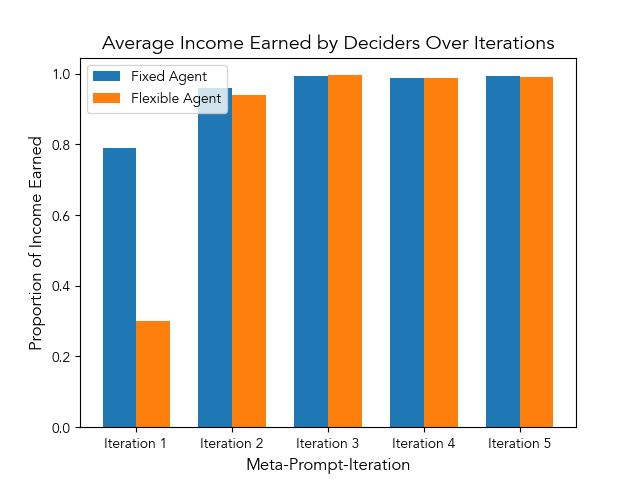 Average Income Earned by Deciders Over Iterations
Fixed Agent
Flexible Agent
1.0
0.8
0.6
0.4
0.2
0.0
Proportion of Income Earned
Iteration 1
Iteration 2
Iteration 3
Iteration 4
Iteration 5
Meta-Prompt-Iteration